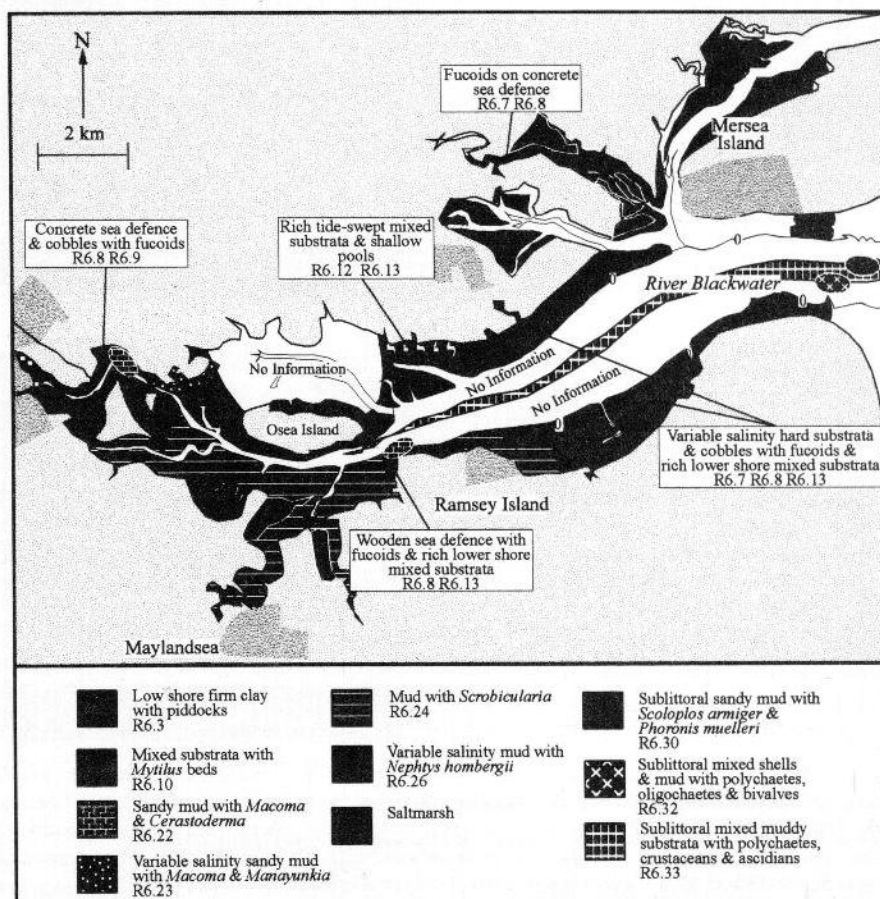 N
2 km
Fucoids on concrete
sea defence
R6.7 R6.8
Mersea
Island
Concrete sea defence
& cobbles with fucoids
R6.8 R6.9
Rich tide-swept mixed
substrata & shallow
pools
R6.12 R6.13
0
0
River Blackwater
0
No Information
No Information
0
No Information
0
Osea Island
Variable salinity hard substrata
& cobbles with fucoids &
rich lower shore mixed substrata
R6.7 R6.8 R6.13
Ramsey Island
Wooden sea defence with
fucoids & rich lower shore
mixed substrata
R6.8 R6.13
Maylandsea
Low shore firm clay
with piddocks
R6.3
Mixed substrata with
Mytilus beds
R6.10
Sandy mud with Macoma
& Cerastoderma
R6.22
Variable salinity sandy mud
with Macoma & Manayunkia
R6.23
Mud with Scrobicularia
R6.24
Variable salinity mud with
Nephtys hombergii
R6.26
Saltmarsh
Sublittoral sandy mud with
Scoloplos armiger &
Phoronis muelleri
R6.30
Sublittoral mixed shells
& mud with polychaetes,
oligochaetes & bivalves
R6.32
Sublittoral mixed muddy
substrata with polychaetes,
crustaceans & ascidians
R6.33